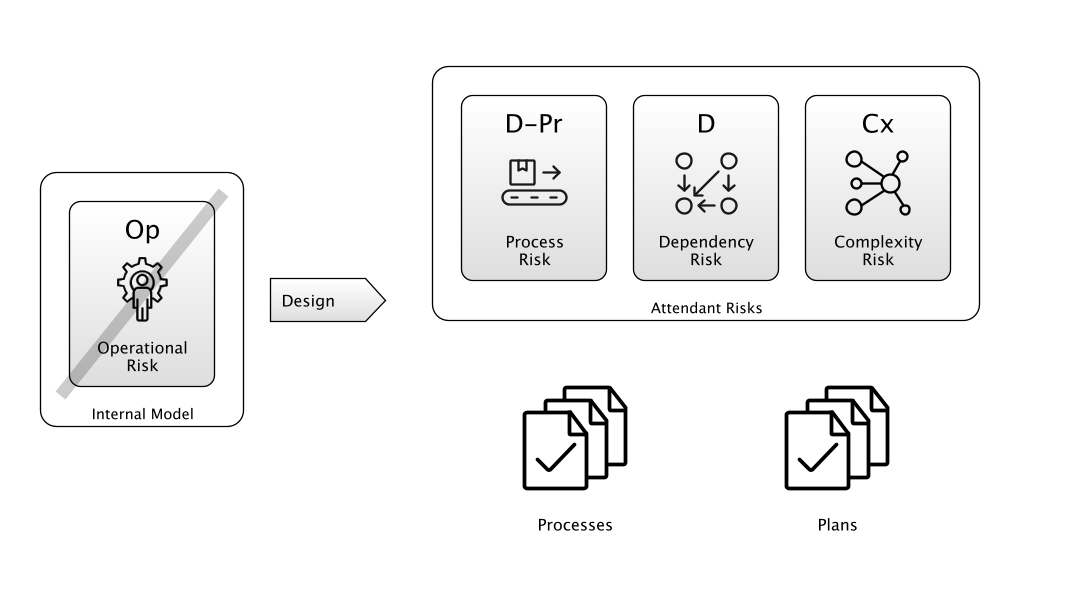 Op
Operational
Risk
Internal Model
Design
D-Pr
Process
Risk
D
Dependency
Risk
Cx
Complexity
Risk
Attendant Risks
Processes
Plans